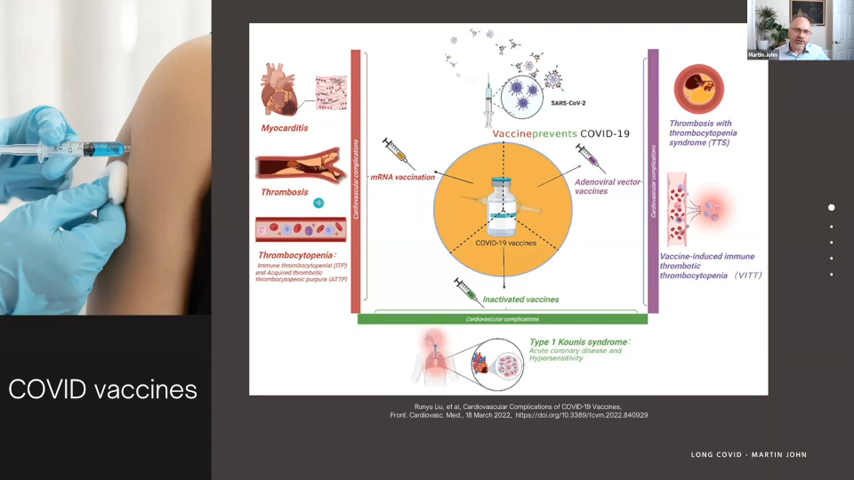 COVID vaccines
SARS-CoV-2
Vaccineprevents COVID-19
COVID-19 vaccines
mRNA vaccination
Adenoviral vector
vaccines
Inactivated vaccines
Cardiovascular complications
Myocarditis
Thrombosis
Thrombocytopenia:
Immune thrombocytopenial (ITP)
and Acquired thrombotic
thrombocytopenic purpura (ATTP)
Cardiovascular complications
Thrombosis with
thrombocytopenia
syndrome (TTS)
Vaccine-induced immune
thrombotic
thrombocytopenia (VITT)
Cardiovascular complications
Type 1 Kounis syndrome:
Acute coronary disease and
Hypersensitivity
Runyu Liu, et al, Cardiovascular Complications of COVID-19 Vaccines,
Front. Cardiovasc. Med., 18 March 2022, https://doi.org/10.3389/fcvm.2022.840929
LONG COVID - MARTIN JOHN
Martin John